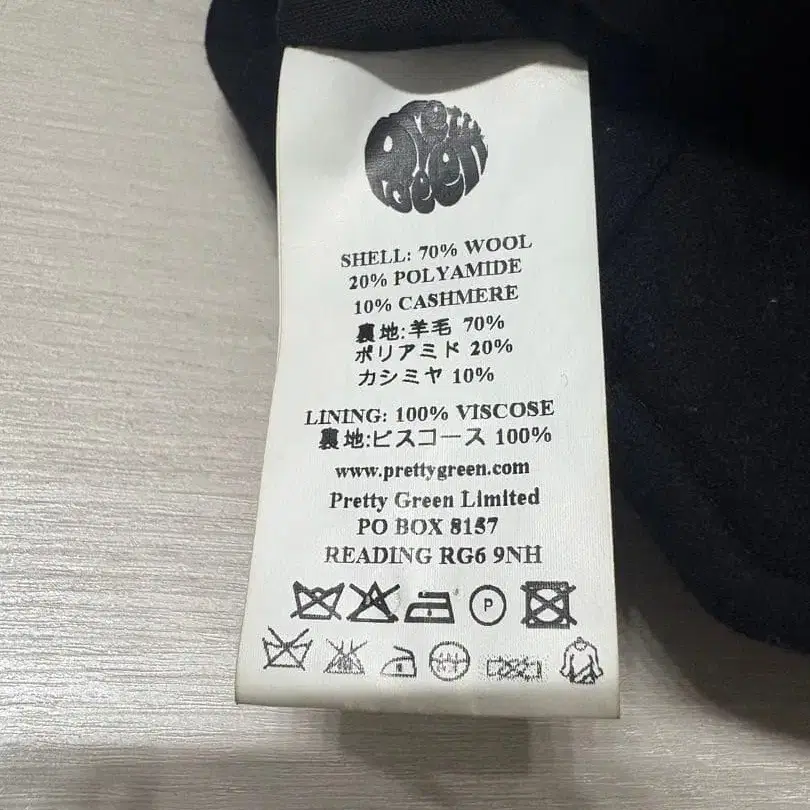 Pretty Green
SHELL: 70% WOOL
20% POLYAMIDE
10% CASHMERE
裏地:羊毛 70%
ポリアミド 20%
カシミヤ 10%
LINING: 100% VISCOSE
裏地:ビスコース 100%
www.prettygreen.com
Pretty Green Limited
PO BOX 8157
READING RG6 9NH
P